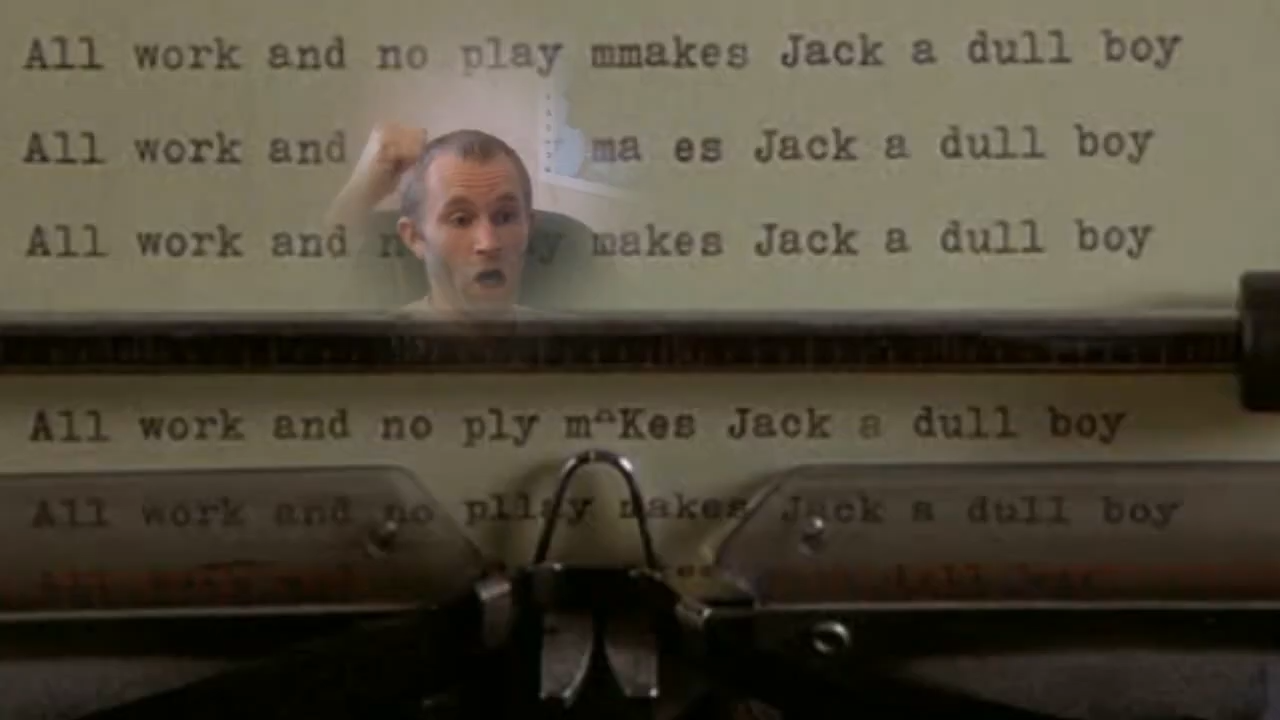 All work and no play mmakes Jack a dull boy
All work and ma es Jack a dull boy
All work and makes Jack a dull boy
All work and no ply m^Kes Jack a dull boy
All work and no pllay makes Jack a dull boy
dull boy